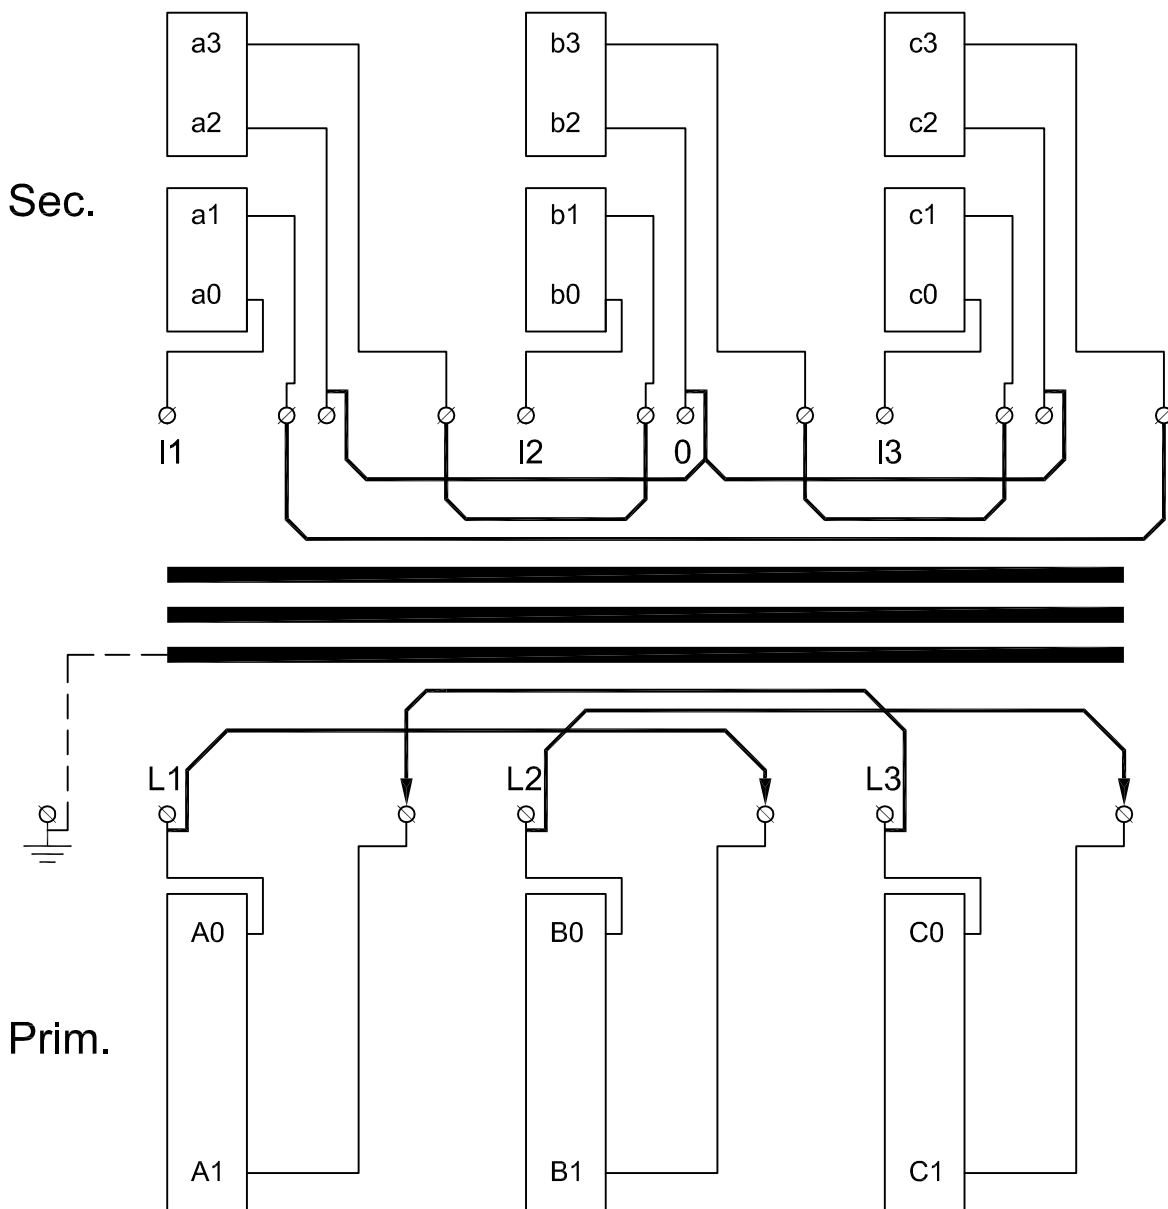 a3 b3 c3
a2 b2 c2
Sec.
a1 b1 c1
a0 b0 c0
I1 I2 0 I3
L1 L2 L3
A0 B0 C0
Prim.
A1 B1 C1